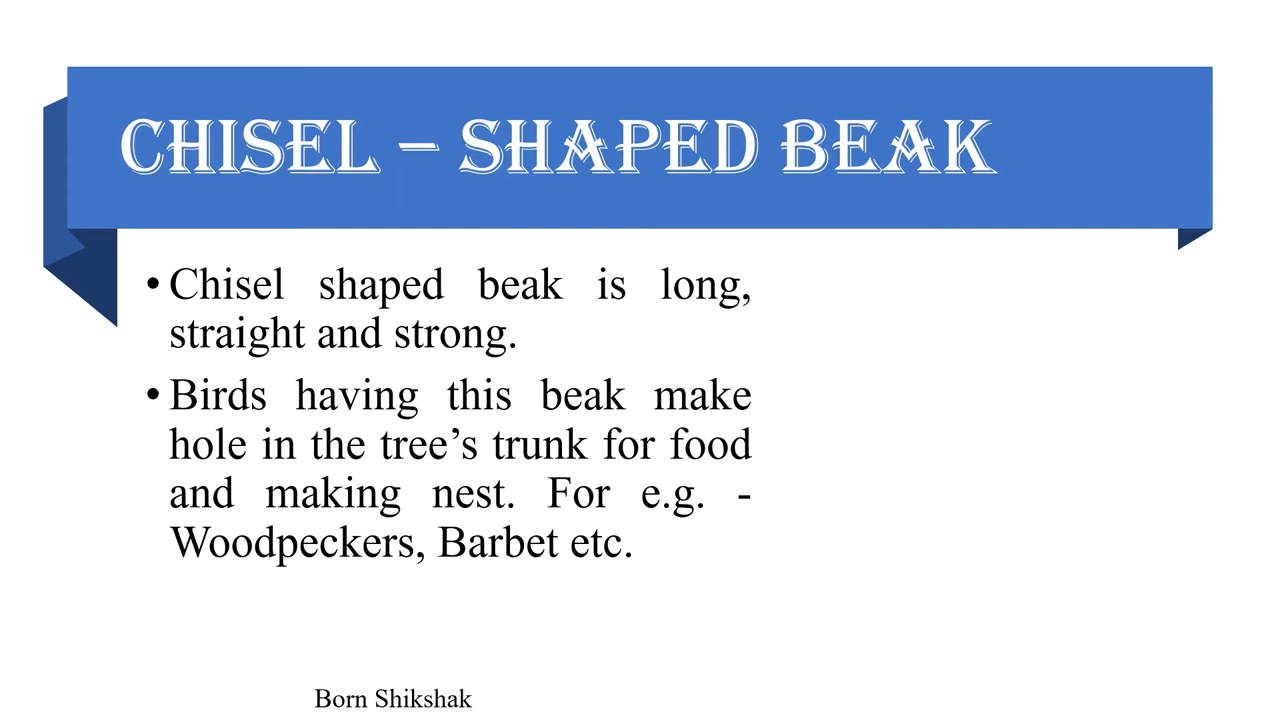 CHISEL – SHAPED BEAK
• Chisel shaped beak is long,
straight and strong.
• Birds having this beak make
hole in the tree’s trunk for food
and making nest. For e.g. -
Woodpeckers, Barbet etc.
Born Shikshak